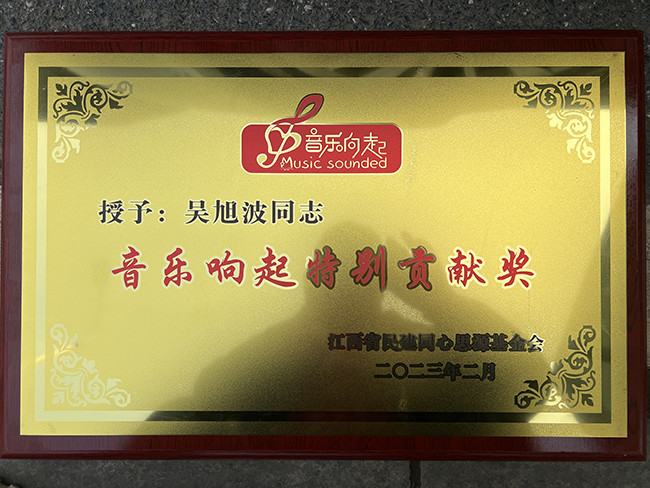 音乐响起
Music sounded
授予：吴旭波同志
音乐响起特别贡献奖
江西省民建同心思源基金会
二〇二三年二月